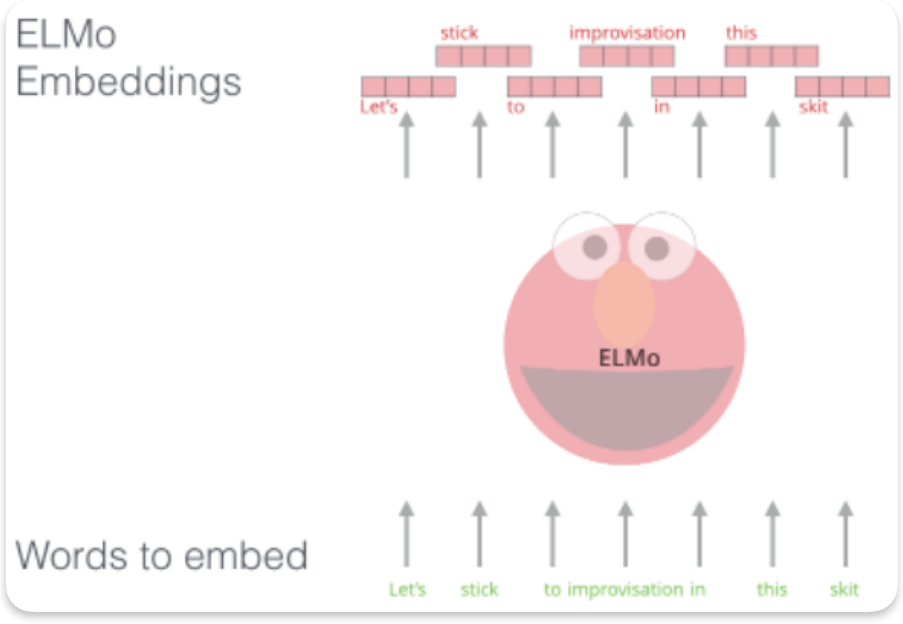 ELMo
Embeddings
stick improvisation this
Let's to in skit
ELMo
Words to embed
Let's stick to improvisation in this skit